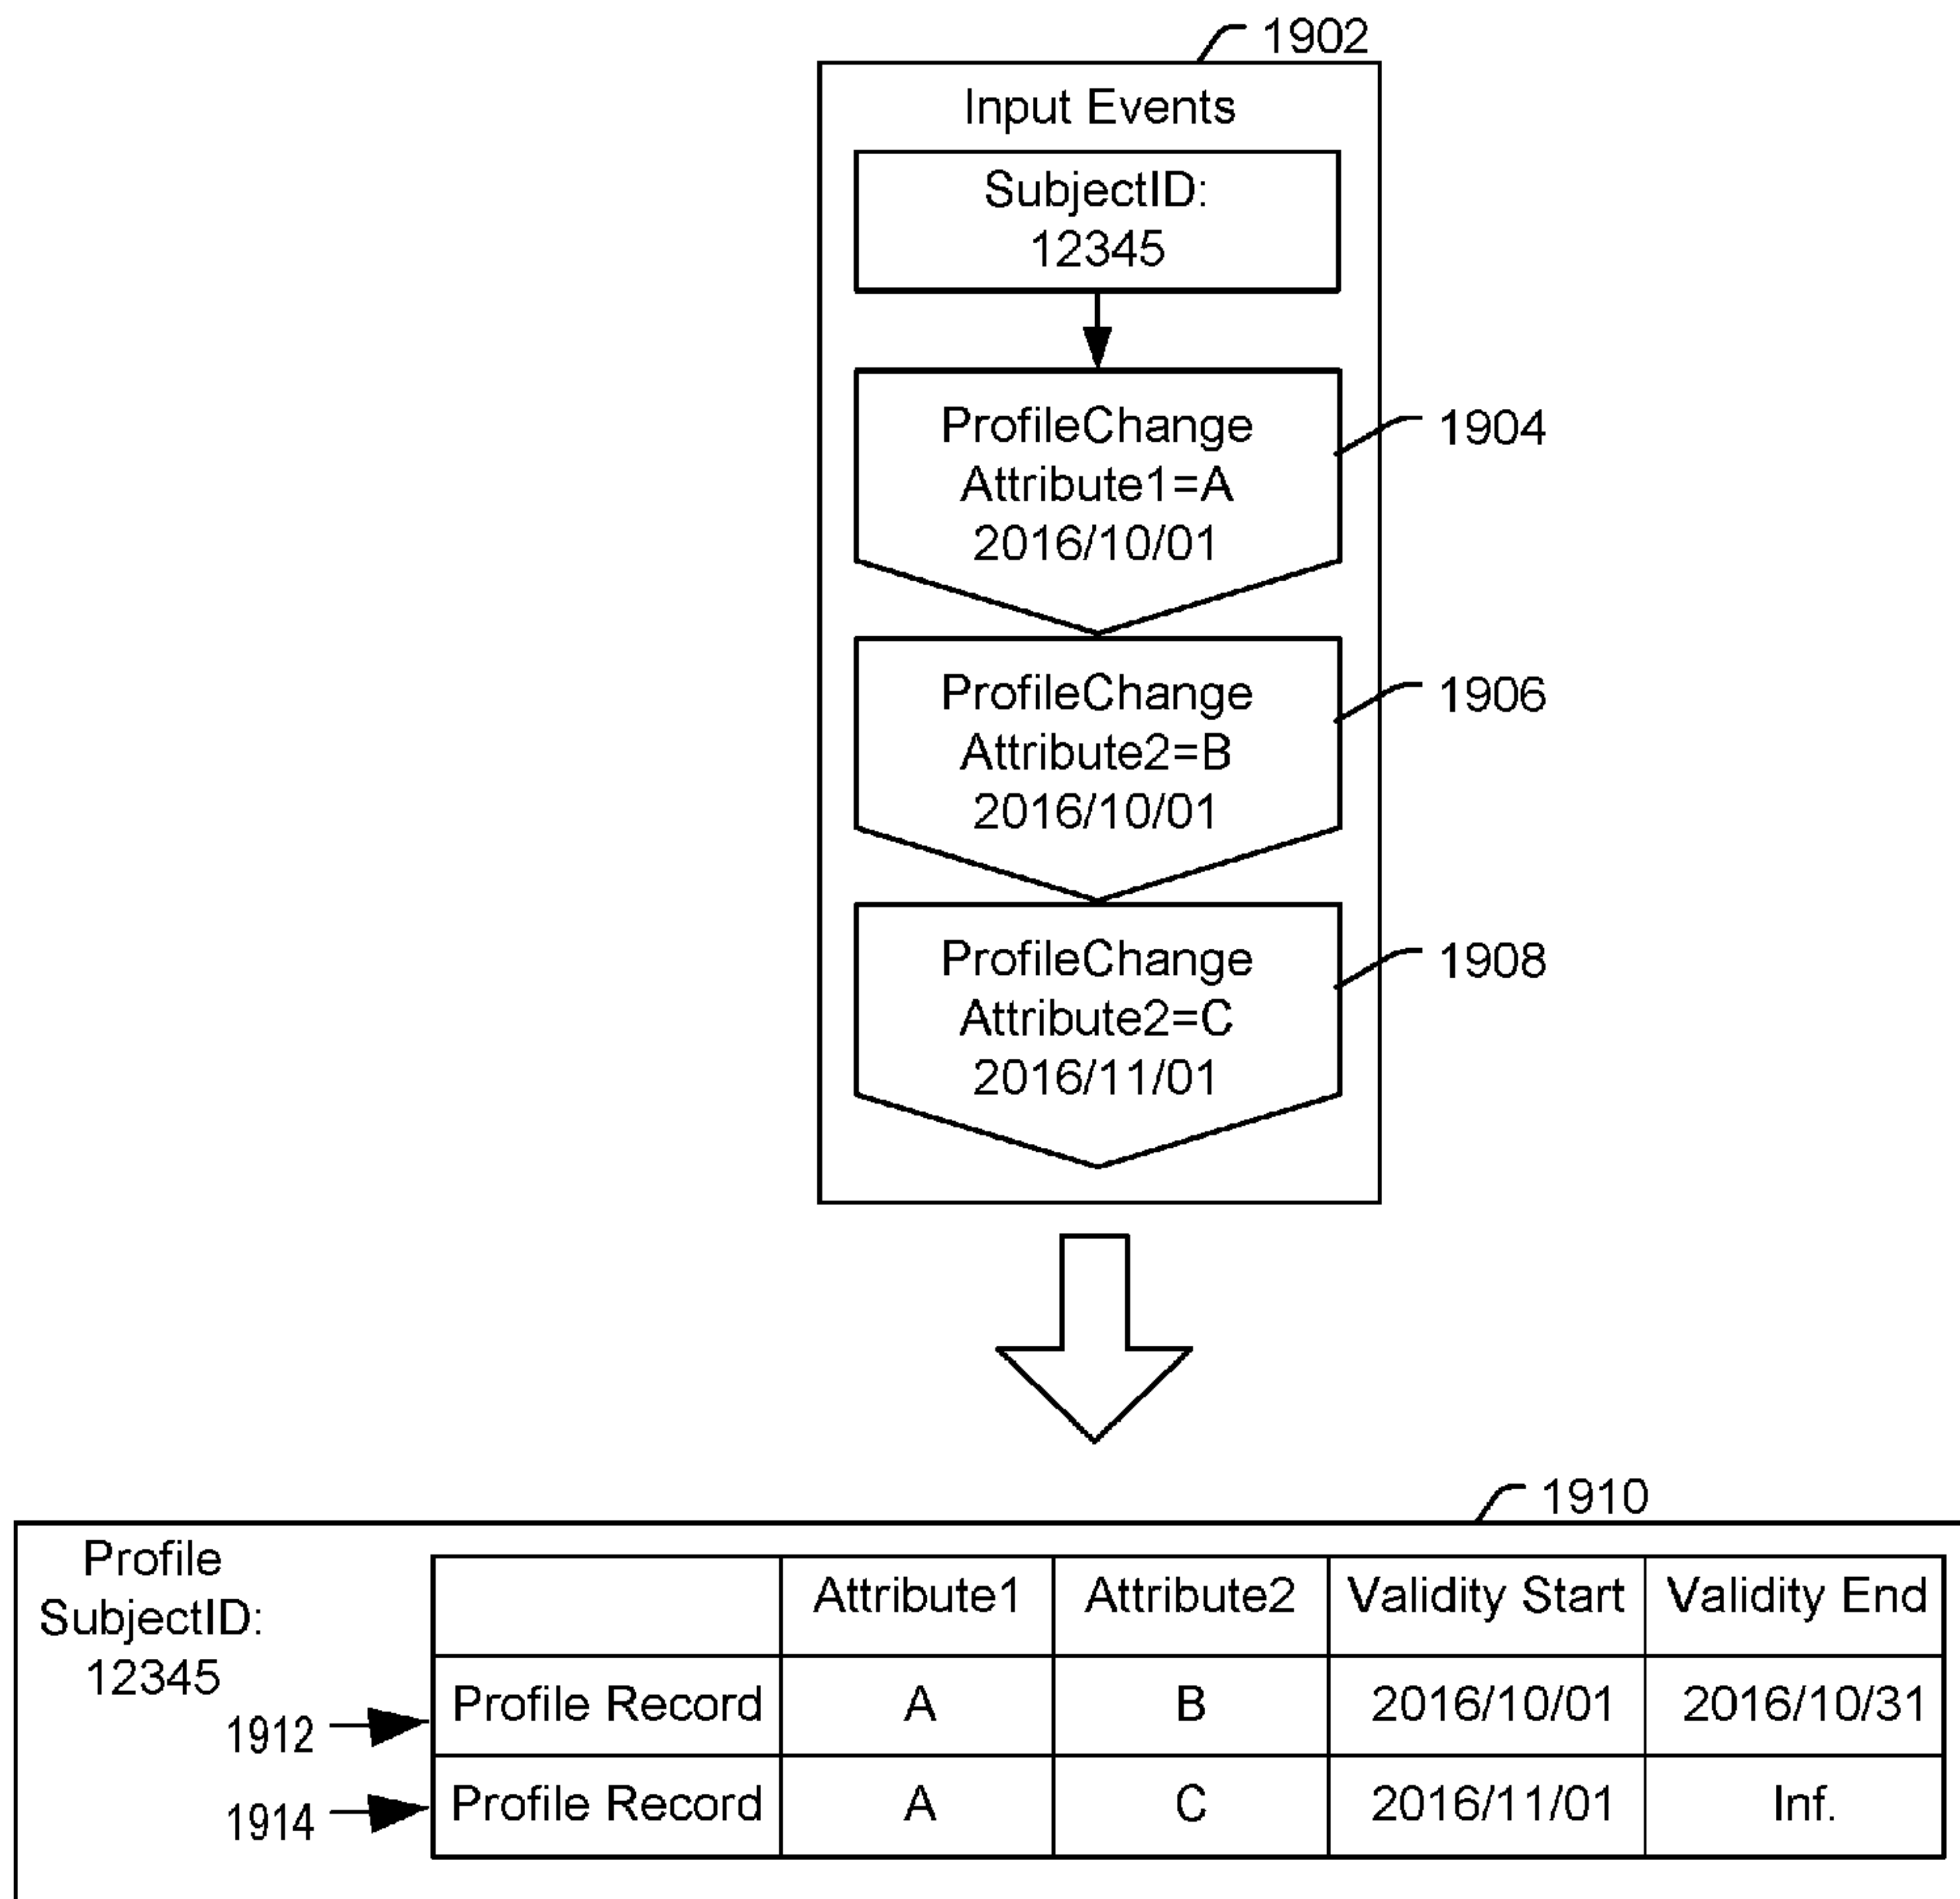 1902
Input Events
SubjectID:
12345
ProfileChange
Attribute1=A
2016/10/01
1904
ProfileChange
Attribute2=B
2016/10/01
1906
ProfileChange
Attribute2=C
2016/11/01
1908
1910
Profile
SubjectID:
12345
Attribute1 Attribute2 Validity Start Validity End
1912 Profile Record A B 2016/10/01 2016/10/31
1914 Profile Record A C 2016/11/01 Inf.